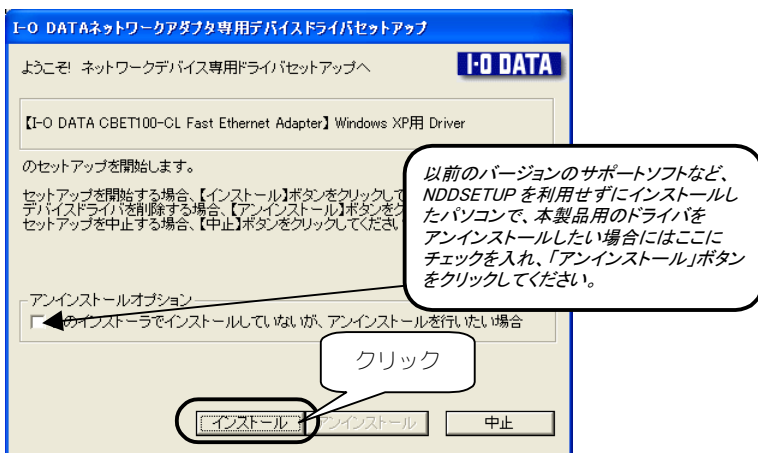 I-O DATAネットワークアダプタ専用デバイスドライバセットアップ
ようこそ! ネットワークデバイス専用ドライバセットアップへ
I-O DATA
【I-O DATA CBET100-CL Fast Ethernet Adapter】 Windows XP用 Driver
のセットアップを開始します。
セットアップを開始する場合、【インストール】ボタンをクリックして
デバイスドライバを削除する場合、【アンインストール】ボタンをク
セットアップを中止する場合、【中止】ボタンをクリックしてくださ
以前のバージョンのサポートソフトなど、
NDDSETUP を利用せずにインストールし
たパソコンで、本製品用のドライバを
アンインストールしたい場合にはここに
チェックを入れ、「アンインストール」ボタン
をクリックしてください。
アンインストールオプション
のインストーラでインストールしていないが、アンインストールを行いたい場合
クリック
インストール
アンインストール
中止